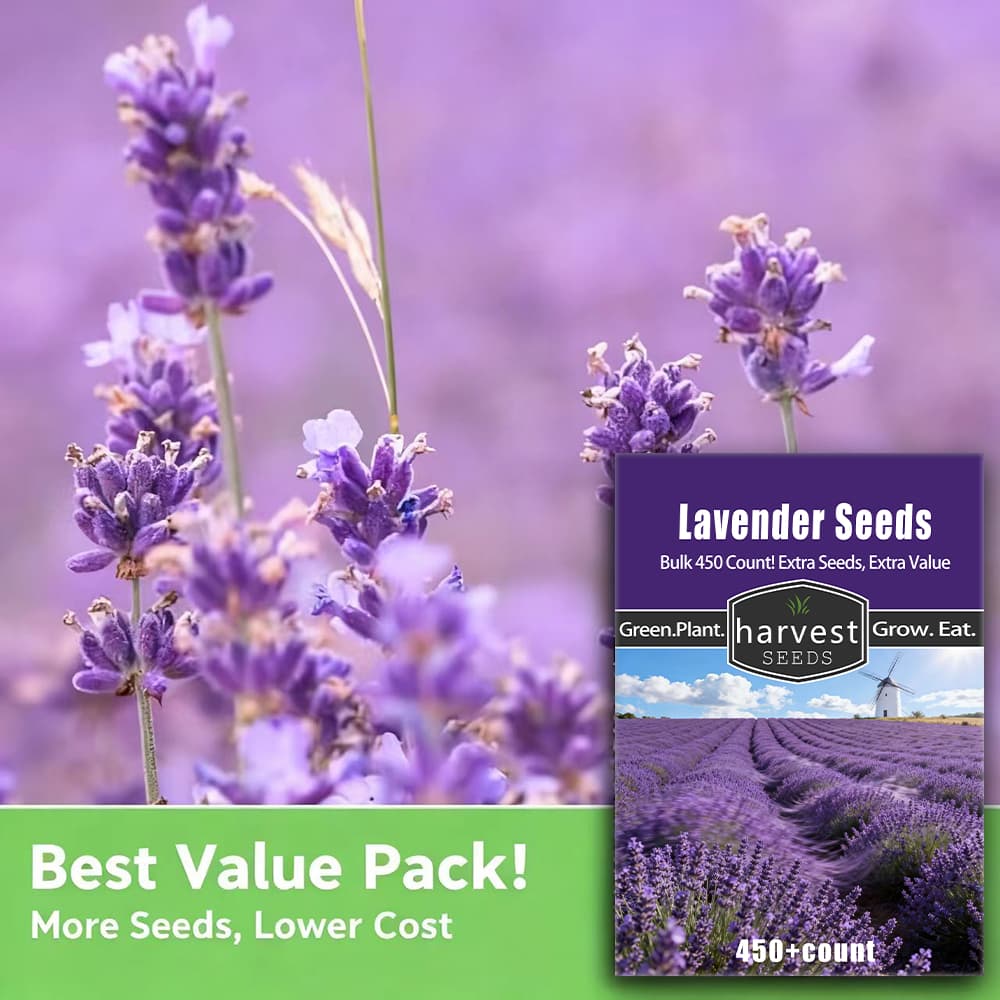 Lavender Seeds
Bulk 450 Count! Extra Seeds, Extra Value
Green.Plant. harvest Grow. Eat.
SEEDS
450+count
Best Value Pack!
More Seeds, Lower Cost